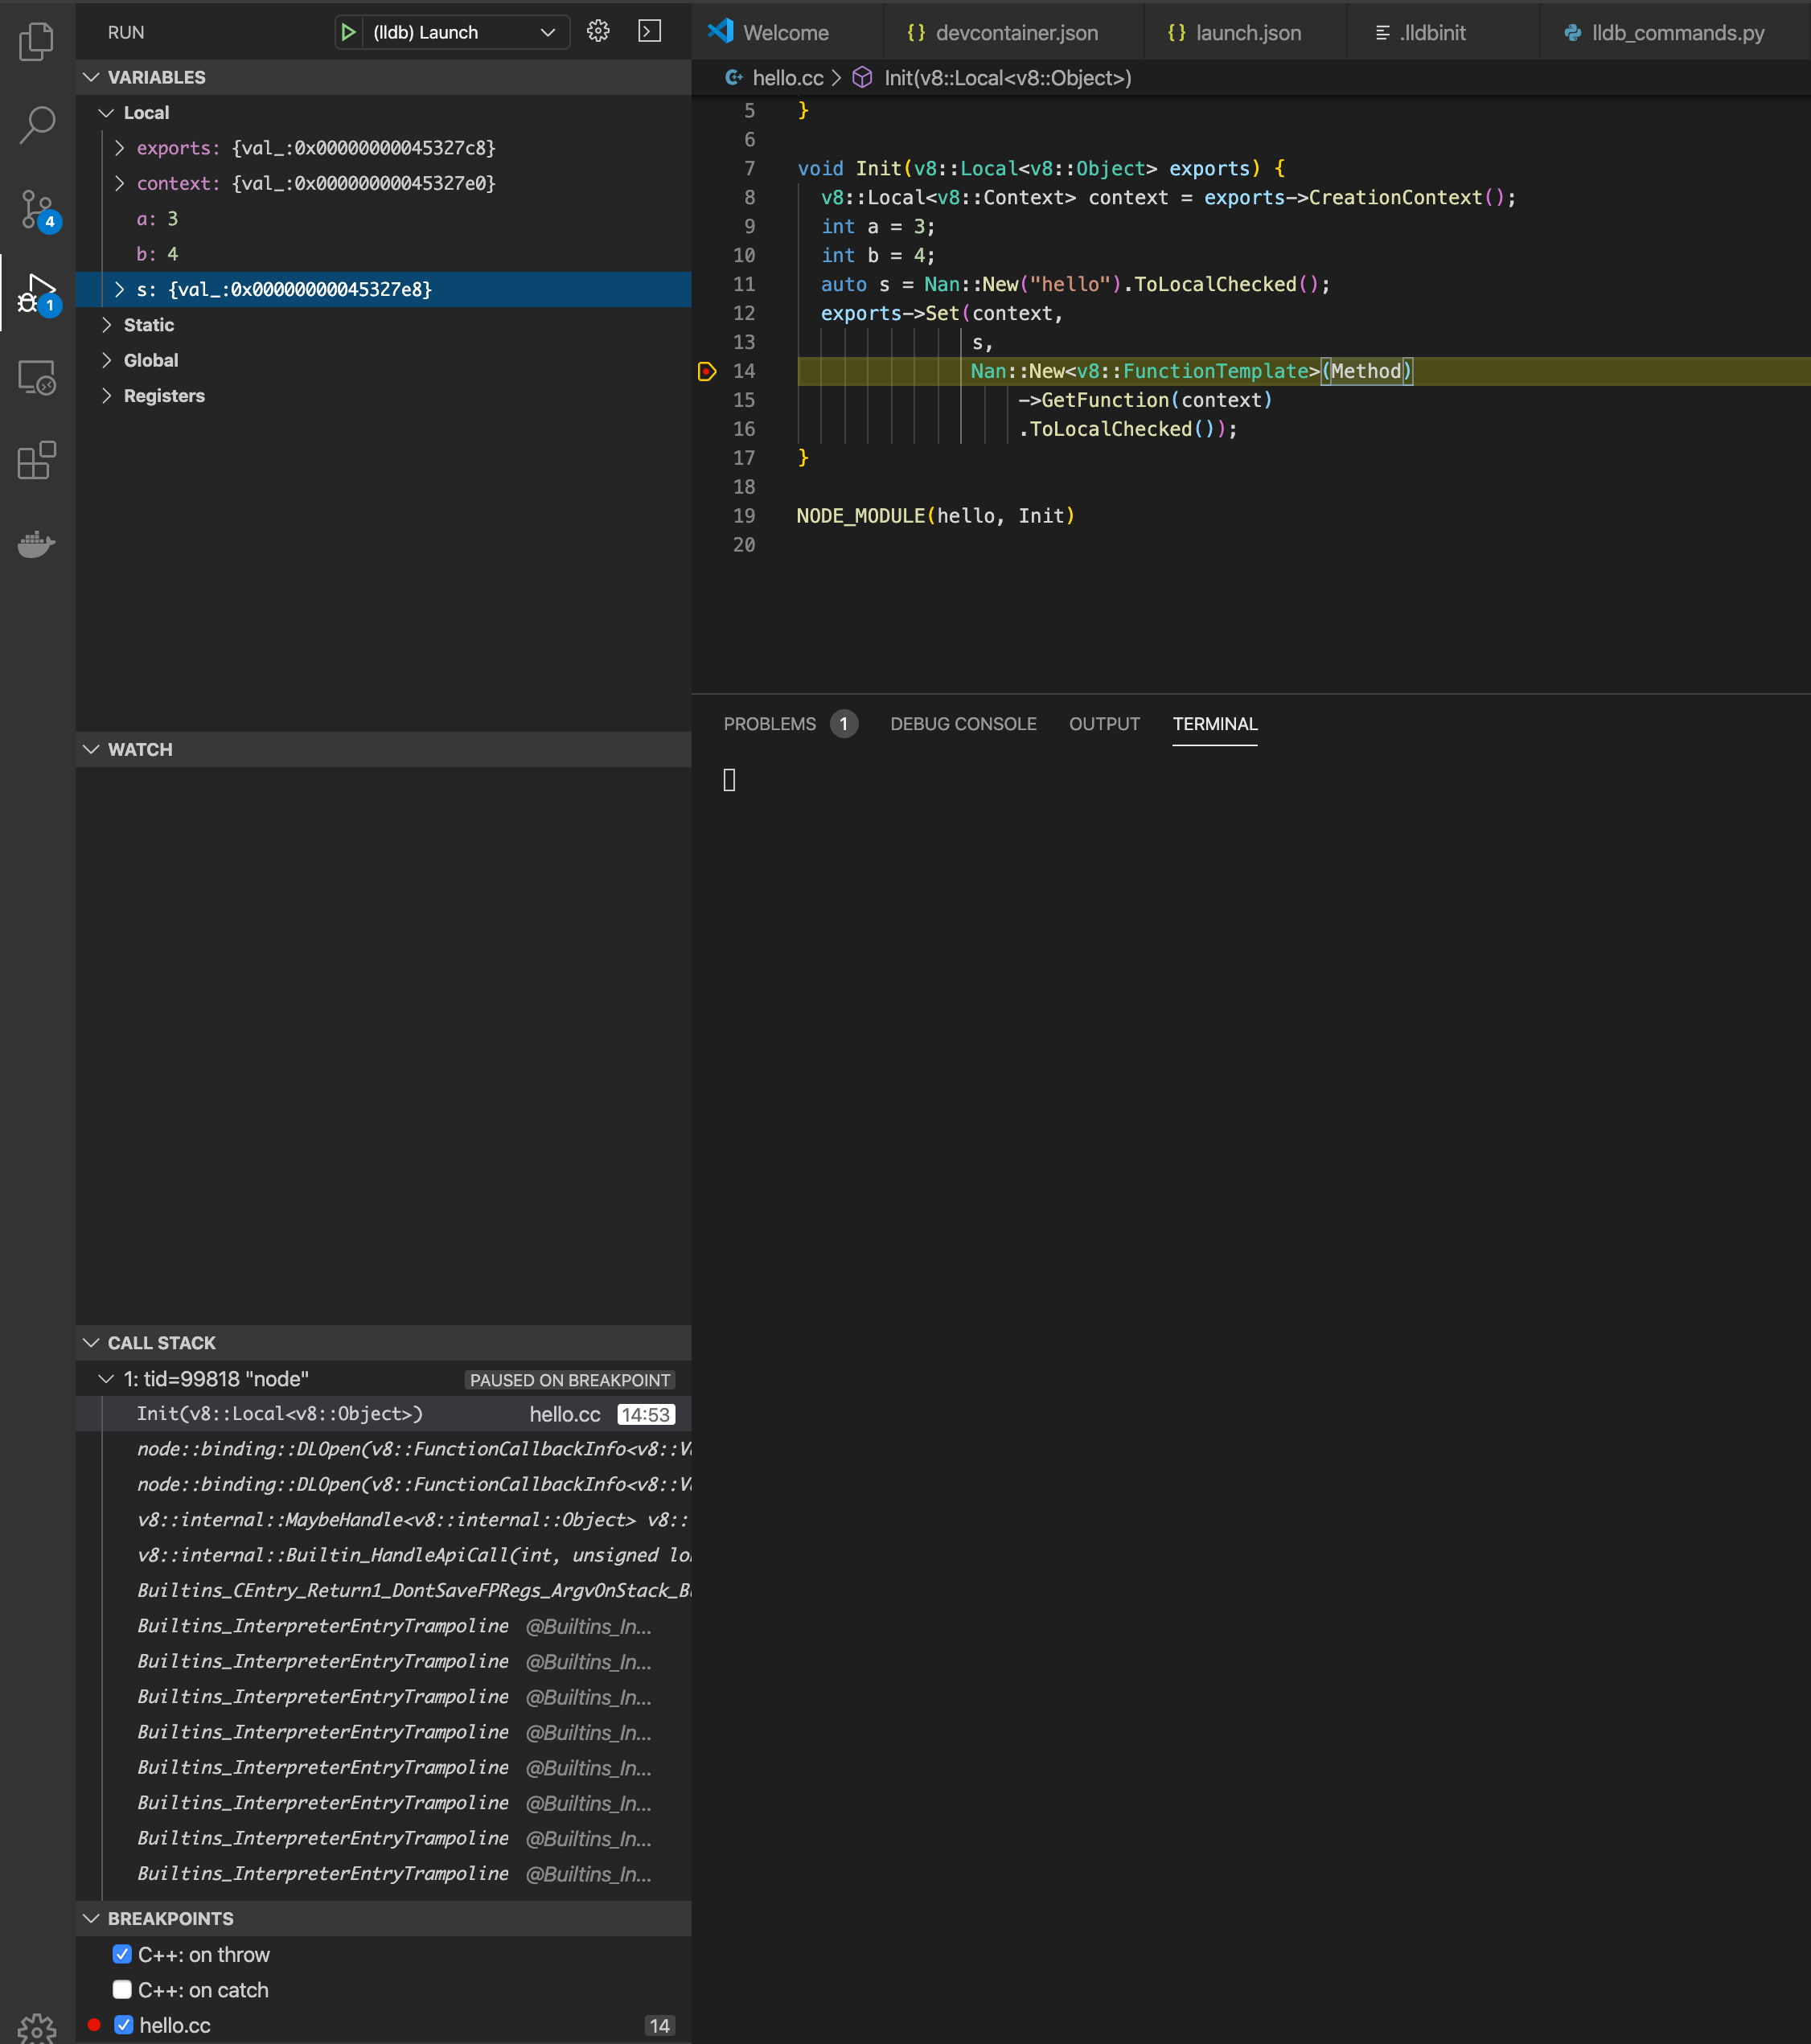 RUN
(lldb) Launch
VARIABLES
Local
exports: {val_:0x00000000045327c8}
context: {val_:0x00000000045327e0}
a: 3
b: 4
s: {val_:0x00000000045327e8}
Static
Global
Registers
4
1
WATCH
CALL STACK
1: tid=99818 "node" PAUSED ON BREAKPOINT
Init(v8::Local<v8::Object>) hello.cc 14:53
node::binding::DLOpen(v8::FunctionCallbackInfo<v8::V
node::binding::DLOpen(v8::FunctionCallbackInfo<v8::V
v8::internal::MaybeHandle<v8::internal::Object> v8::
v8::internal::Builtin_HandleApiCall(int, unsigned lo
Builtins_CEntry_Return1_DontSaveFPRegs_ArgvOnStack_B
Builtins_InterpreterEntryTrampoline @Builtins_In...
Builtins_InterpreterEntryTrampoline @Builtins_In...
Builtins_InterpreterEntryTrampoline @Builtins_In...
Builtins_InterpreterEntryTrampoline @Builtins_In...
Builtins_InterpreterEntryTrampoline @Builtins_In...
Builtins_InterpreterEntryTrampoline @Builtins_In...
Builtins_InterpreterEntryTrampoline @Builtins_In...
Builtins_InterpreterEntryTrampoline @Builtins_In...
BREAKPOINTS
C++: on throw
C++: on catch
hello.cc 14
Welcome
{} devcontainer.json
{} launch.json
.lldbinit
lldb_commands.py
hello.cc > Init(v8::Local<v8::Object>)
5 }
6
7 void Init(v8::Local<v8::Object> exports) {
8 v8::Local<v8::Context> context = exports->CreationContext();
9 int a = 3;
10 int b = 4;
11 auto s = Nan::New("hello").ToLocalChecked();
12 exports->Set(context,
13 s,
14 Nan::New<v8::FunctionTemplate>(Method)
15 ->GetFunction(context)
16 .ToLocalChecked());
17 }
18
19 NODE_MODULE(hello, Init)
20
PROBLEMS 1 DEBUG CONSOLE OUTPUT TERMINAL